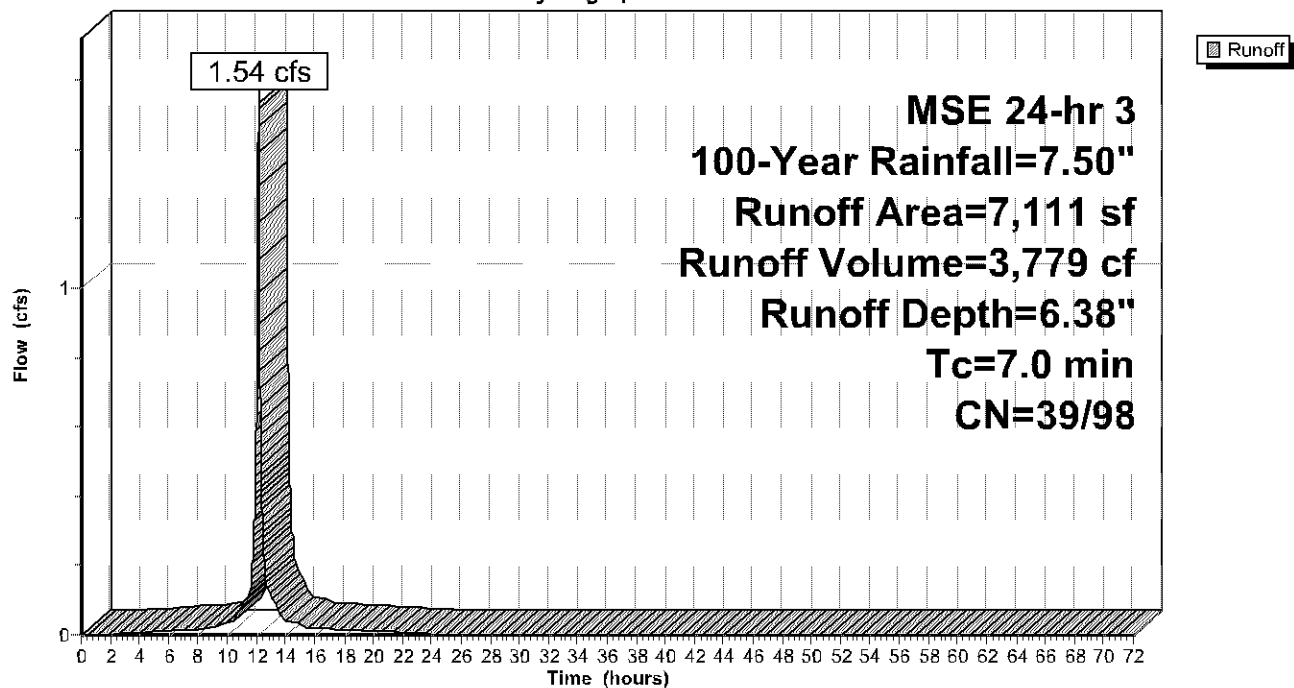 1.54 cfs
Runoff
MSE 24-hr 3
100-Year Rainfall=7.50"
Runoff Area=7,111 sf
Runoff Volume=3,779 cf
Runoff Depth=6.38"
Tc=7.0 min
CN=39/98
Flow (cfs)
1
0
0 2 4 6 8 10 12 14 16 18 20 22 24 26 28 30 32 34 36 38 40 42 44 46 48 50 52 54 56 58 60 62 64 66 68 70 72
Time (hours)